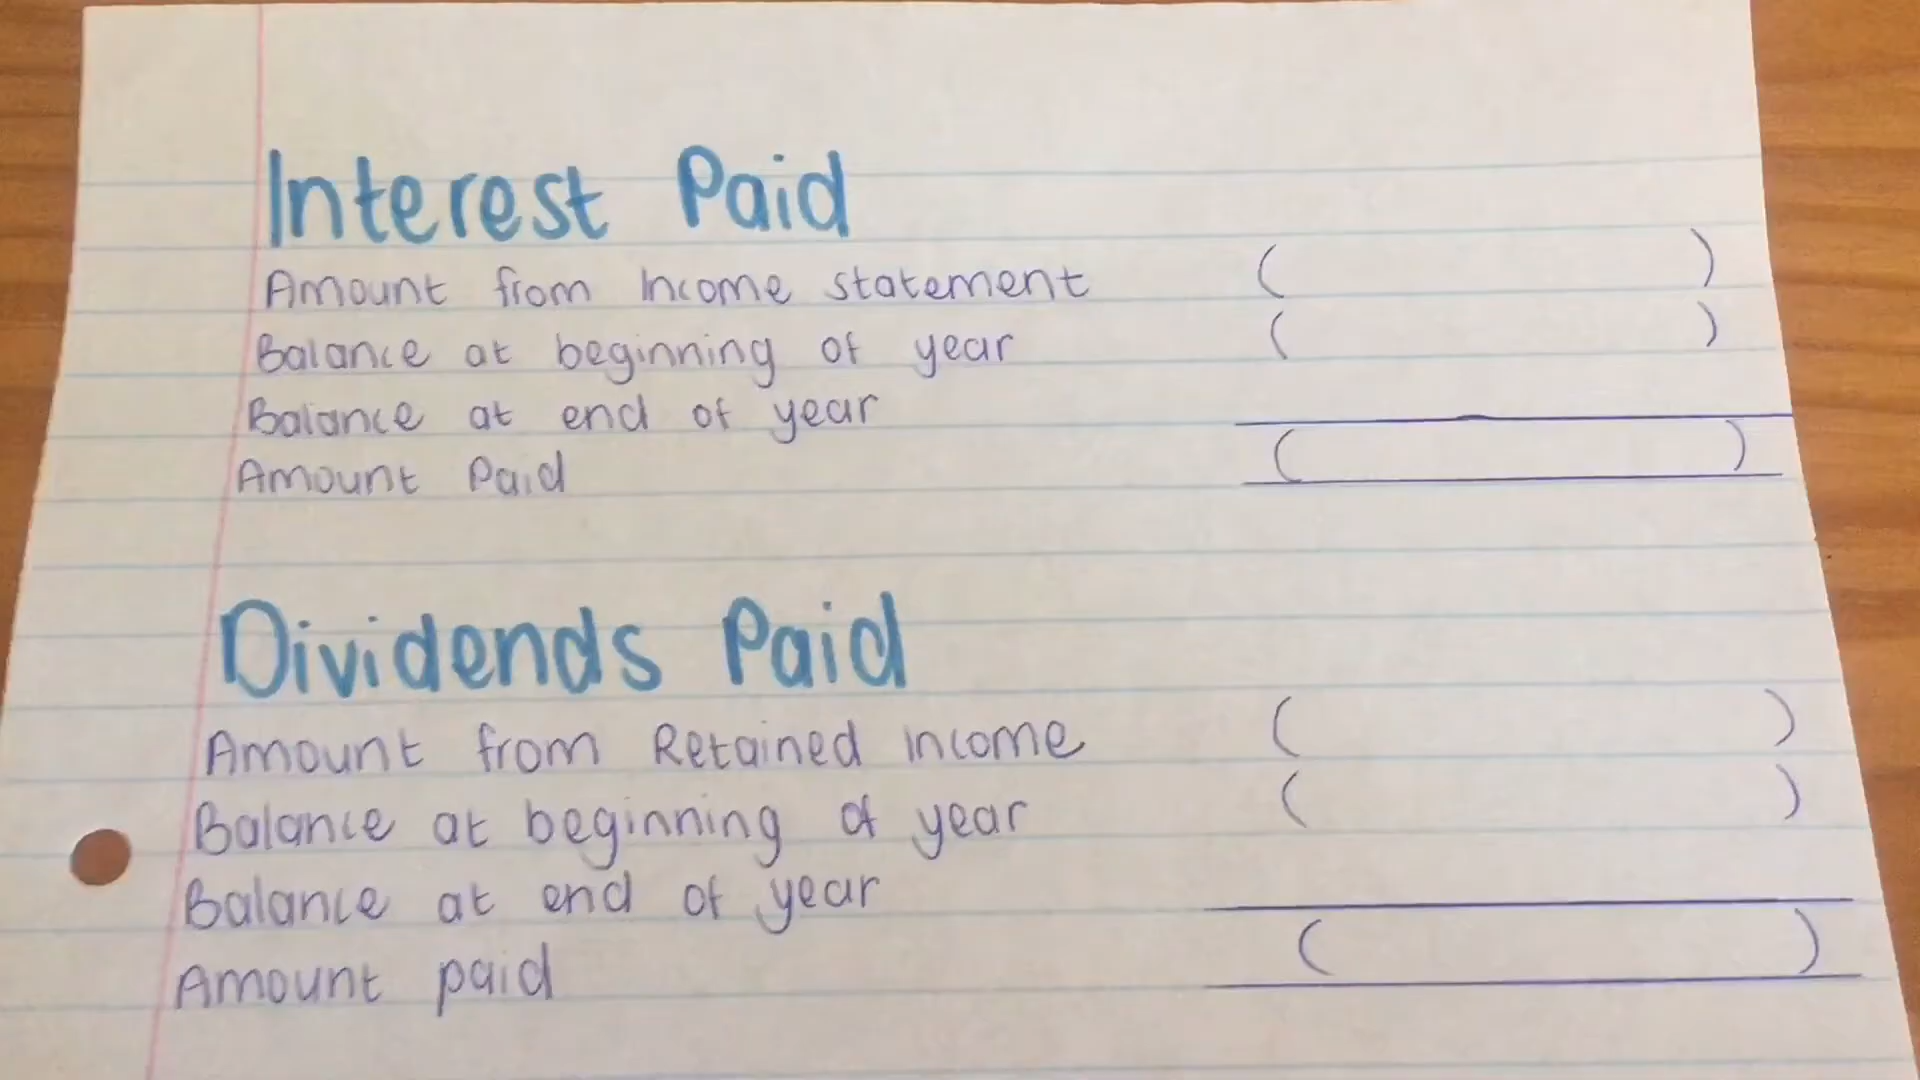 Interest Paid
Amount from Income statement ( )
Balance at beginning of year ( )
Balance at end of year
Amount Paid ( )
Dividends Paid
Amount from Retained income ( )
Balance at beginning of year ( )
Balance at end of year
Amount paid ( )